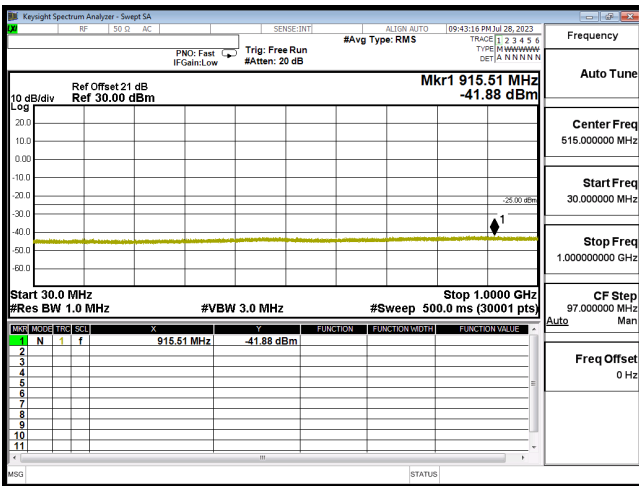 Keysight Spectrum Analyzer - Swept SA
RF 50 Ω AC SENSE:INT ALIGN AUTO 09:43:16 PM Jul 28, 2023
#Avg Type: RMS TRACE 1 2 3 4 5 6
PNO: Fast Trig: Free Run TYPE M WWWWW
IFGain:Low #Atten: 20 dB DET A N N N N N
Ref Offset 21 dB Mkr1 915.51 MHz
10 dB/div Ref 30.00 dBm -41.88 dBm
Log
20.0
10.0
0.00
-10.0
-20.0
-25.00 dBm
-30.0
1
-40.0
-50.0
-60.0
Start 30.0 MHz Stop 1.0000 GHz
#Res BW 1.0 MHz #VBW 3.0 MHz #Sweep 500.0 ms (30001 pts)
MKR MODE TRC SCL X Y FUNCTION FUNCTION WIDTH FUNCTION VALUE
1 N 1 f 915.51 MHz -41.88 dBm
2
3
4
5
6
7
8
9
10
11
MSG STATUS
Frequency
Auto Tune
Center Freq
515.000000 MHz
Start Freq
30.000000 MHz
Stop Freq
1.000000000 GHz
CF Step
97.000000 MHz
Auto Man
Freq Offset
0 Hz